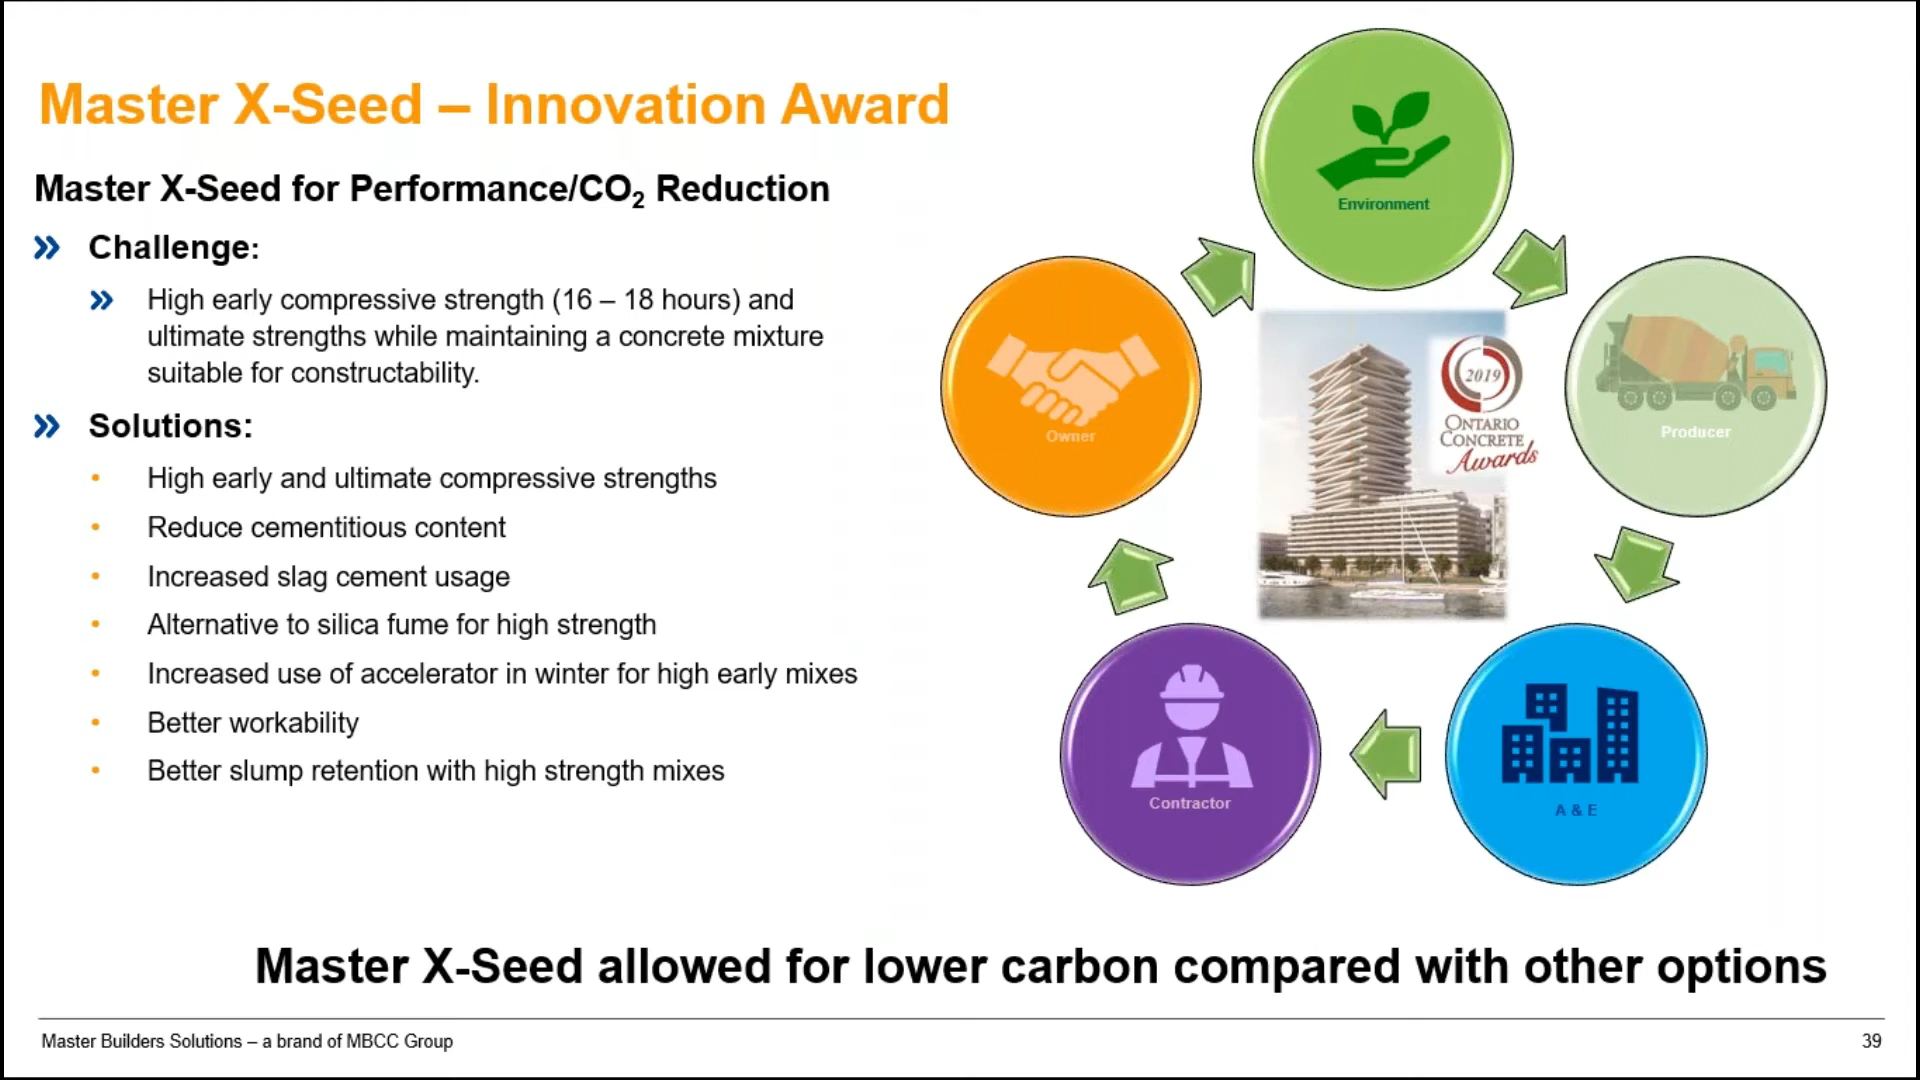 Master X-Seed – Innovation Award
Master X-Seed for Performance/CO₂ Reduction
Challenge:
High early compressive strength (16 – 18 hours) and
ultimate strengths while maintaining a concrete mixture
suitable for constructability.
Solutions:
High early and ultimate compressive strengths
Reduce cementitious content
Increased slag cement usage
Alternative to silica fume for high strength
Increased use of accelerator in winter for high early mixes
Better workability
Better slump retention with high strength mixes
Environment
Producer
A & E
Contractor
Owner
2019
ONTARIO
CONCRETE
Awards
Master X-Seed allowed for lower carbon compared with other options
Master Builders Solutions – a brand of MBCC Group
39